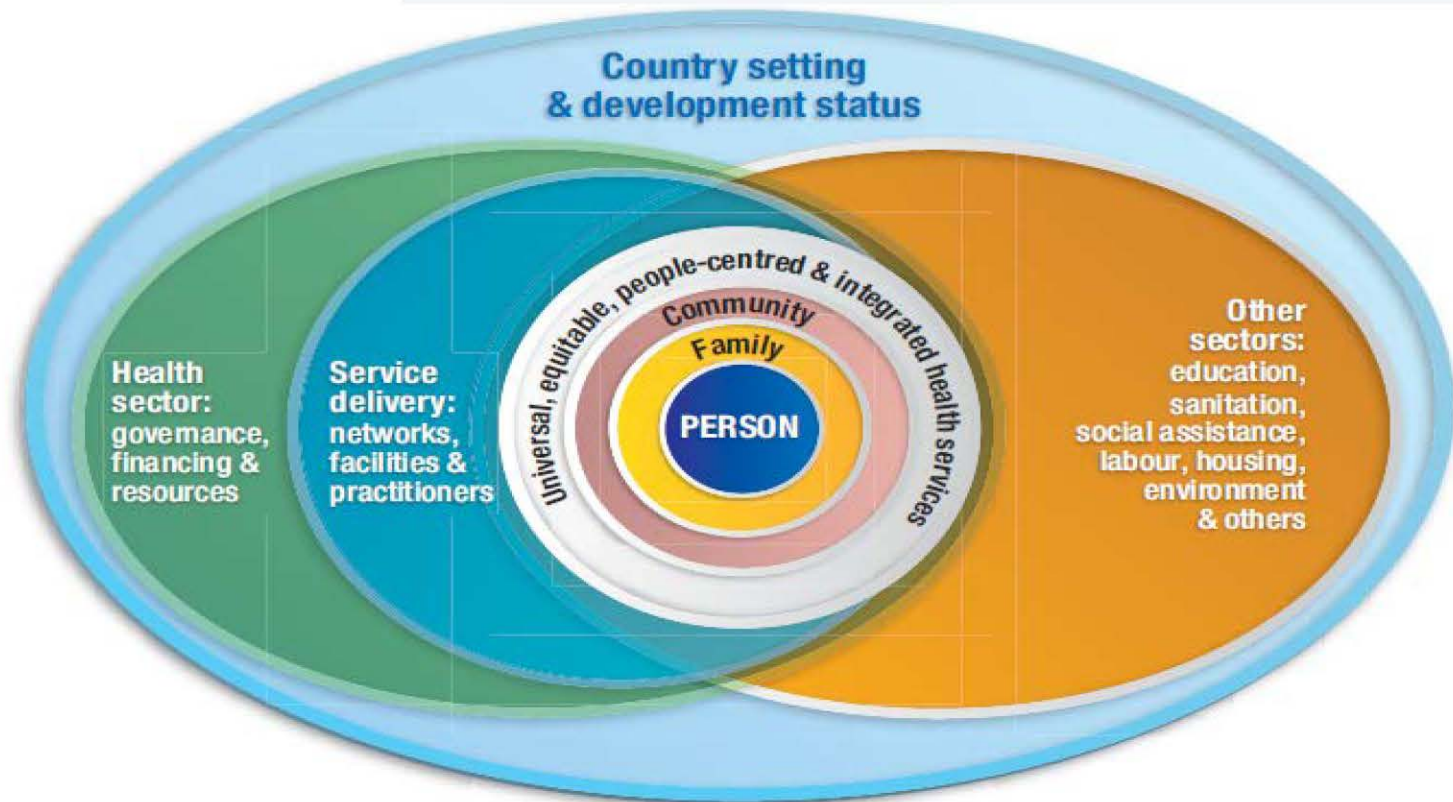 Country setting
& development status
Health
sector:
governance,
financing &
resources
Service
delivery:
networks,
facilities &
practitioners
Universal, equitable, people-centred & integrated health services
Community
Family
PERSON
Other
sectors:
education,
sanitation,
social assistance,
labour, housing,
environment
& others